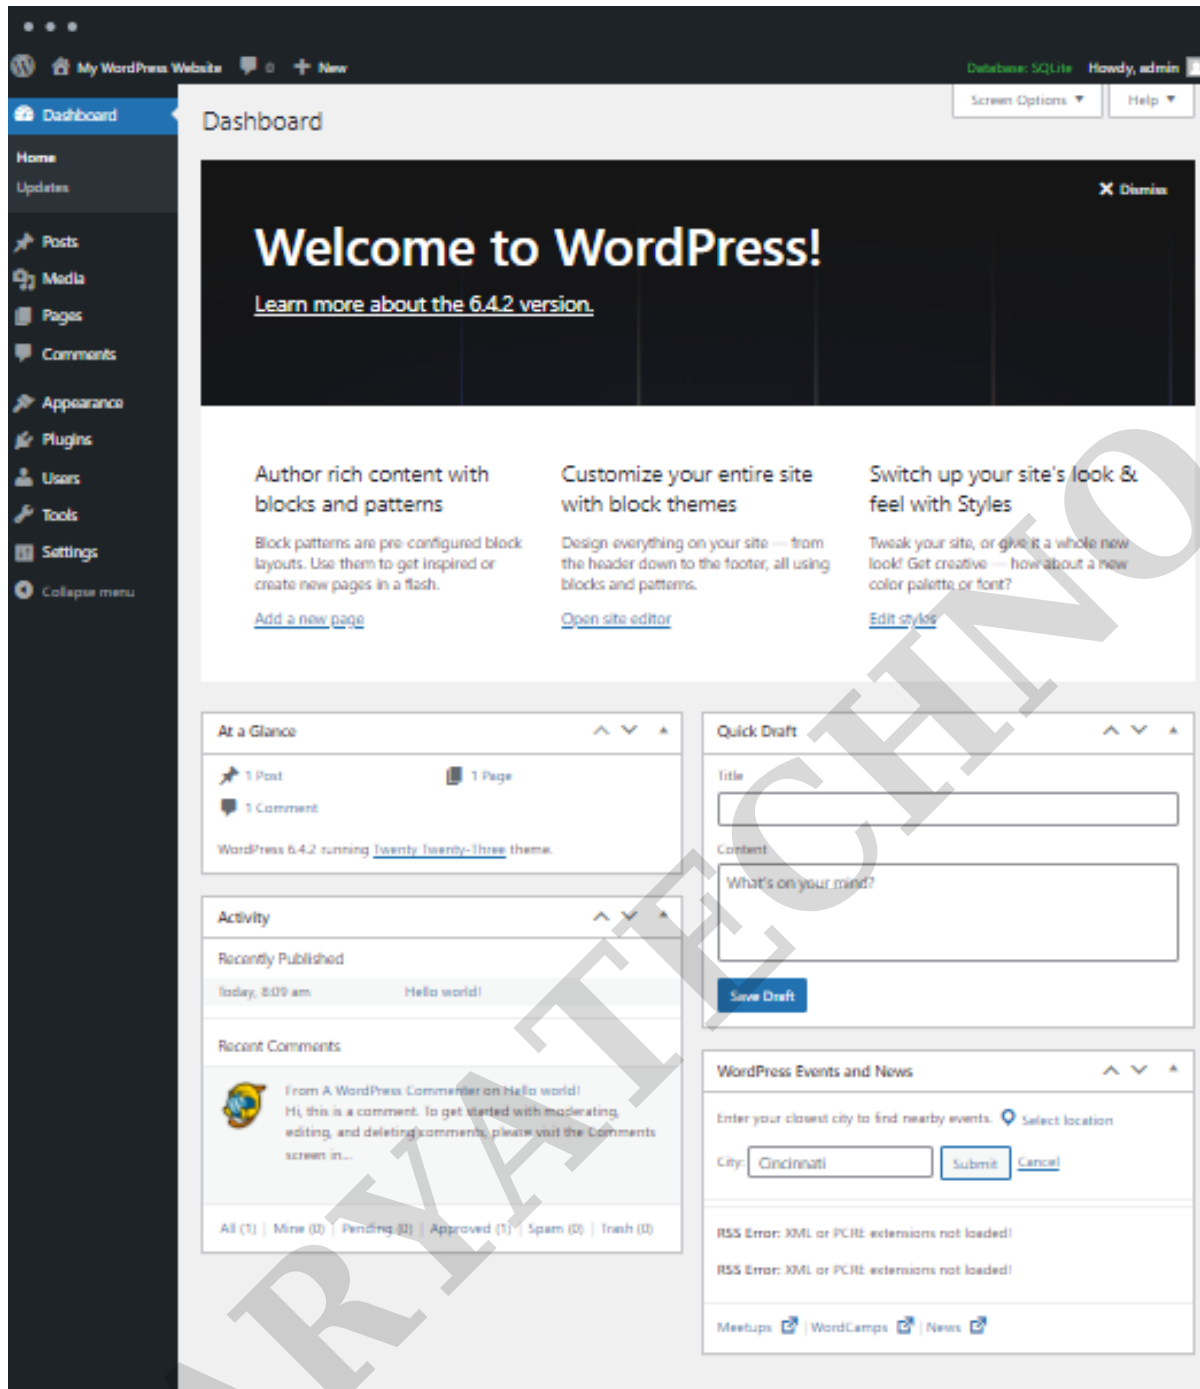 My WordPress Website 0 New
Database: SQLite Howdy, admin
Screen Options Help
Dashboard
Home
Updates
Posts
Media
Pages
Comments
Appearance
Plugins
Users
Tools
Settings
Collapse menu
Dashboard
Dismiss
Welcome to WordPress!
Learn more about the 6.4.2 version.
Author rich content with
blocks and patterns
Block patterns are pre-configured block
layouts. Use them to get inspired or
create new pages in a flash.
Add a new page
Customize your entire site
with block themes
Design everything on your site — from
the header down to the footer, all using
blocks and patterns.
Open site editor
Switch up your site's look &
feel with Styles
Tweak your site, or give it a whole new
look! Get creative — how about a new
color palette or font?
Edit styles
At a Glance
1 Post 1 Page
1 Comment
WordPress 6.4.2 running Twenty Twenty-Three theme.
Activity
Recently Published
Today, 8:09 am Hello world!
Recent Comments
From A WordPress Commenter on Hello world!
Hi, this is a comment. To get started with moderating,
editing, and deleting comments, please visit the Comments
screen in...
All (1) | Mine (0) | Pending (0) | Approved (1) | Spam (0) | Trash (0)
Quick Draft
Title
Content
What's on your mind?
Save Draft
WordPress Events and News
Enter your closest city to find nearby events. Select location
City: Cincinnati Submit Cancel
RSS Error: XML or PCRE extensions not loaded!
RSS Error: XML or PCRE extensions not loaded!
Meetups | WordCamps | News
ARYATECHNO